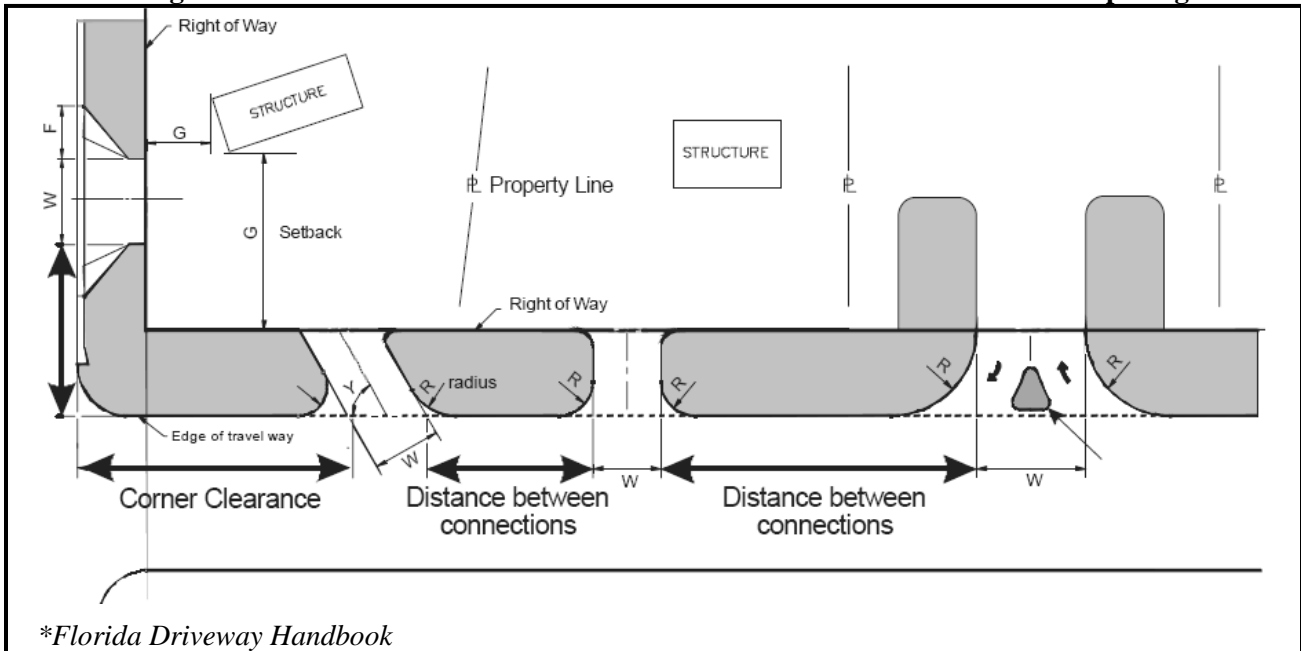 Right of Way
STRUCTURE
F
G
STRUCTURE
W
℄ Property Line
℄
℄
G
Setback
Right of Way
Y
R
radius
R
R
R
R
Edge of travel way
W
W
W
Corner Clearance
Distance between
connections
Distance between
connections
*Florida Driveway Handbook